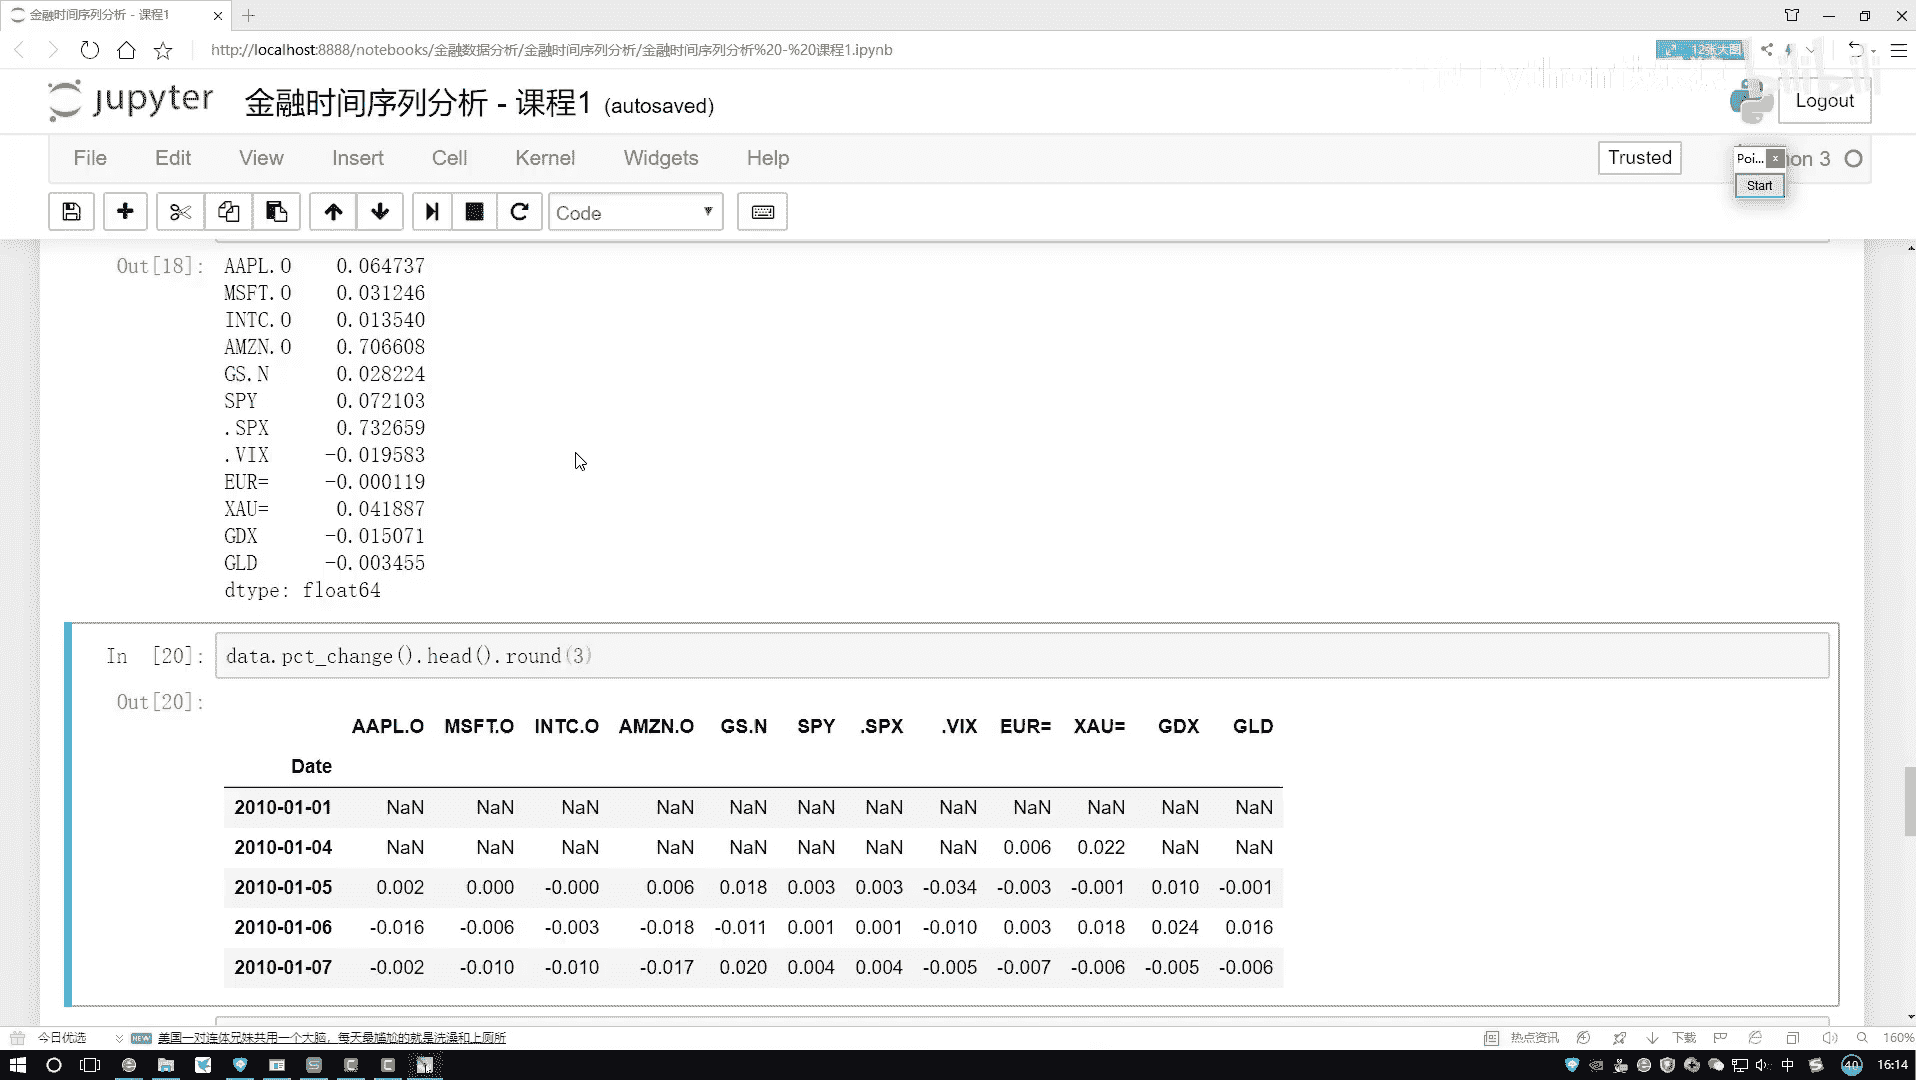 金融时间序列分析 - 课程1
http://localhost:8888/notebooks/金融数据分析/金融时间序列分析/金融时间序列分析%20-%20课程1.ipynb
12张大图
bilibili
jupyter 金融时间序列分析 - 课程1 (autosaved)
Logout
File Edit View Insert Cell Kernel Widgets Help
Trusted
Poi...
Start
on 3
Code
Out[18]:
AAPL.O 0.064737
MSFT.O 0.031246
INTC.O 0.013540
AMZN.O 0.706608
GS.N 0.028224
SPY 0.072103
.SPX 0.732659
.VIX -0.019583
EUR= -0.000119
XAU= 0.041887
GDX -0.015071
GLD -0.003455
dtype: float64
In [20]: data.pct_change().head().round(3)
Out[20]:
AAPL.O MSFT.O INTC.O AMZN.O GS.N SPY .SPX .VIX EUR= XAU= GDX GLD
Date
2010-01-01 NaN NaN NaN NaN NaN NaN NaN NaN NaN NaN NaN NaN
2010-01-04 NaN NaN NaN NaN NaN NaN NaN NaN 0.006 0.022 NaN NaN
2010-01-05 0.002 0.000 -0.000 0.006 0.018 0.003 0.003 -0.034 -0.003 -0.001 0.010 -0.001
2010-01-06 -0.016 -0.006 -0.003 -0.018 -0.011 0.001 0.001 -0.010 0.003 0.018 0.024 0.016
2010-01-07 -0.002 -0.010 -0.010 -0.017 0.020 0.004 0.004 -0.005 -0.007 -0.006 -0.005 -0.006
今日优选 NEW 美国一对连体兄妹共用一个大脑，每天最尴尬的就是洗澡和上厕所
热点资讯 下载 160%
中 40 16:14